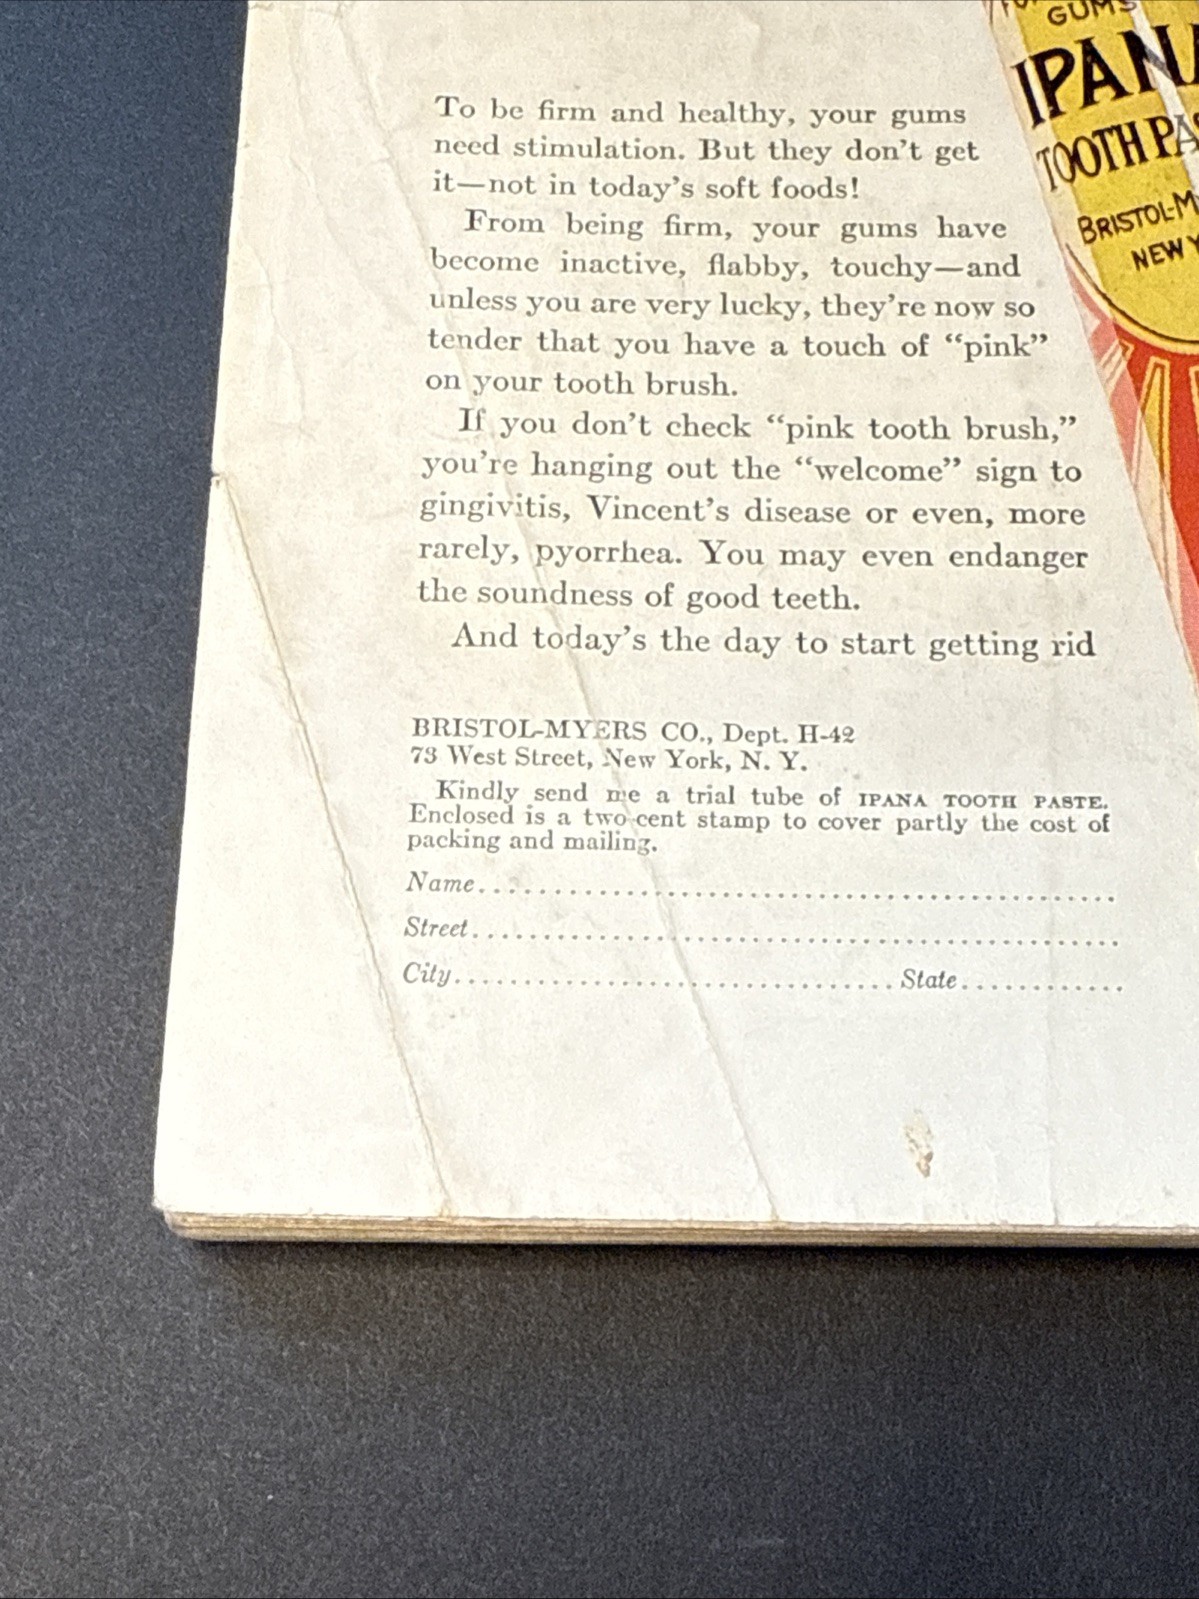 To be firm and healthy, your gums
need stimulation. But they don't get
it—not in today's soft foods!
From being firm, your gums have
become inactive, flabby, touchy—and
unless you are very lucky, they're now so
tender that you have a touch of “pink”
on your tooth brush.
If you don't check “pink tooth brush,”
you're hanging out the “welcome” sign to
gingivitis, Vincent's disease or even, more
rarely, pyorrhea. You may even endanger
the soundness of good teeth.
And today's the day to start getting rid
BRISTOL-MYERS CO., Dept. H-42
73 West Street, New York, N. Y.
Kindly send me a trial tube of IPANA TOOTH PASTE.
Enclosed is a two-cent stamp to cover partly the cost of
packing and mailing.
Name
Street
City State
GUMS
IPANA
TOOTH PAS
BRISTOL-M
NEW Y